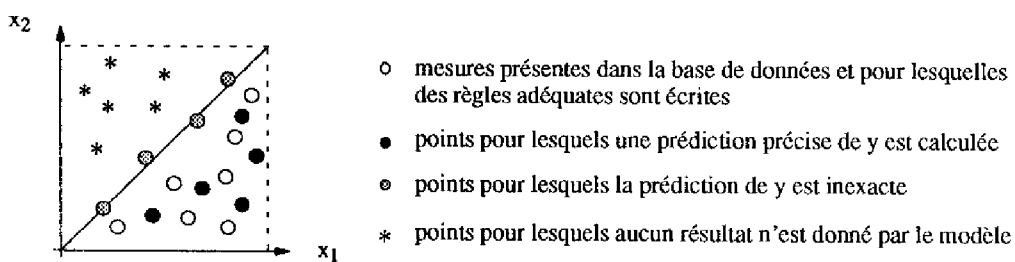 x2
x1
mesures présentes dans la base de données et pour lesquelles
des règles adéquates sont écrites
points pour lesquels une prédiction précise de y est calculée
points pour lesquels la prédiction de y est inexacte
points pour lesquels aucun résultat n'est donné par le modèle